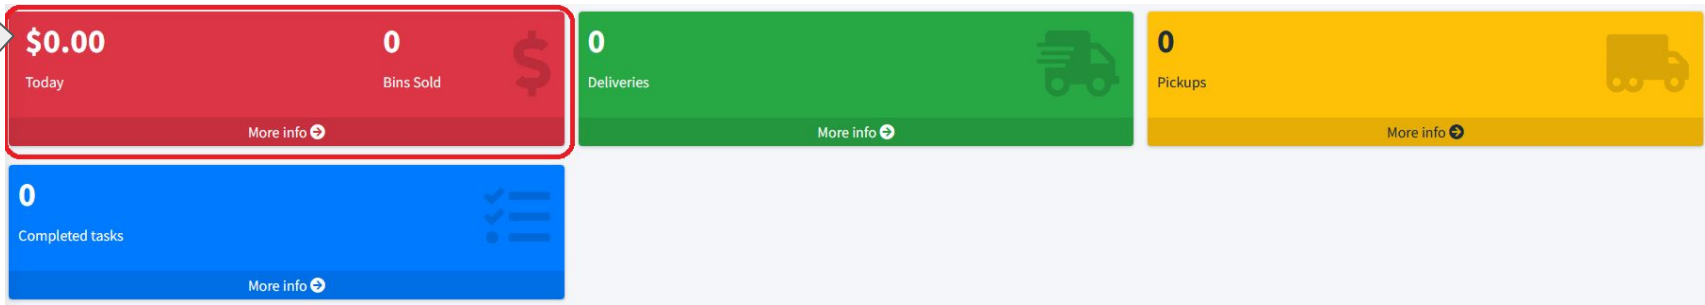 $0.00 0
Today Bins Sold
More info
0
Deliveries
More info
0
Pickups
More info
0
Completed tasks
More info